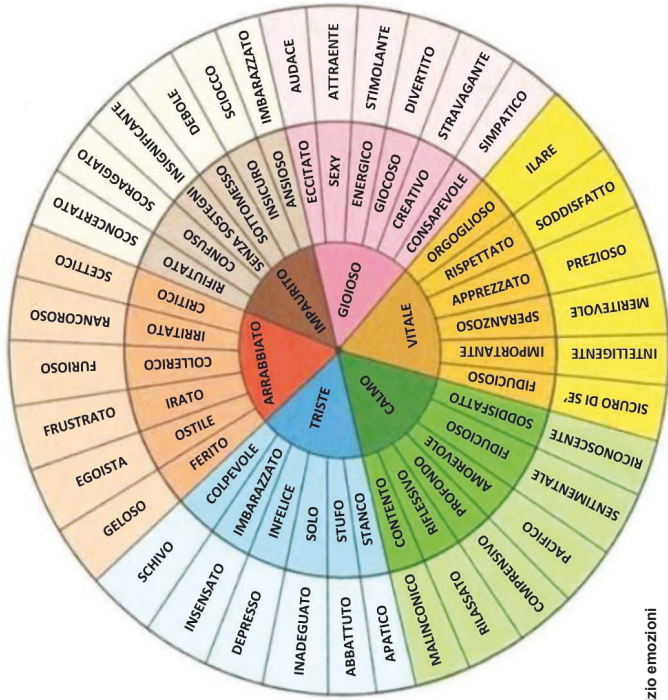 GIOIOSO
VITALE
CALMO
TRISTE
ARRABBIATO
IMPAURITO
ECCITATO
SEXY
ENERGICO
GIOCOSO
CREATIVO
CONSAPEVOLE
ORGOGLIOSO
RISPETTATO
APPREZZATO
SPERANZOSO
IMPORTANTE
FIDUCIOSO
SODDISFATTO
FIDUCIOSO
AMOREVOLE
PROFONDO
RIFLESSIVO
CONTENTO
STANCO
STUFO
SOLO
INFELICE
IMBARAZZATO
COLPEVOLE
FERITO
OSTILE
IRATO
COLLERICO
IRRITATO
CRITICO
RIFIUTATO
CONFUSO
SENZA SOSTEGNI
SOTTOMESSO
INSICURO
ANSIOSO
AUDACE
ATTRAENTE
STIMOLANTE
DIVERTITO
STRAVAGANTE
SIMPATICO
ILARE
SODDISFATTO
PREZIOSO
MERITEVOLE
INTELLIGENTE
SICURO DI SE’
RICONOSCENTE
SENTIMENTALE
PACIFICO
COMPRENSIVO
RILASSATO
MALINCONICO
APATICO
ABBATTUTO
INADEGUATO
DEPRESSO
INSENSATO
SCHIVO
GELOSO
EGOISTA
FRUSTRATO
FURIOSO
RANCOROSO
SCETTICO
SCONCERTATO
SCORAGGIATO
INSIGNIFICANTE
DEBOLE
SCIOCCO
IMBARAZZATO
zio emozioni